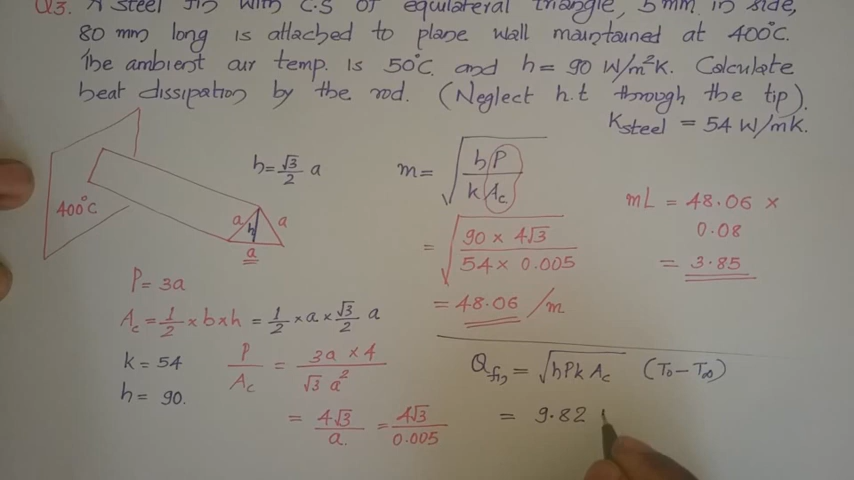 Q3. A steel fin with C.S of equilateral triangle, 5 mm in side,
80 mm long is attached to plane wall maintained at 400°C.
The ambient air temp. is 50°C and h = 90 W/m²K. Calculate
heat dissipation by the rod. (Neglect h.t through the tip).
Ksteel = 54 W/mK.
400°C
a
h
a
a
h = √3/2 a
P = 3a
Ac = 1/2 × b × h = 1/2 × a × √3/2 a
k = 54
h = 90.
P/Ac = 3a × 4 / √3 a²
= 4√3/a = 4√3/0.005
m = √(hP/kAc)
= √(90 × 4√3 / 54 × 0.005)
= 48.06 /m
mL = 48.06 ×
0.08
= 3.85
Qfin = √hPkAc (T0 - T∞)
= 9.82